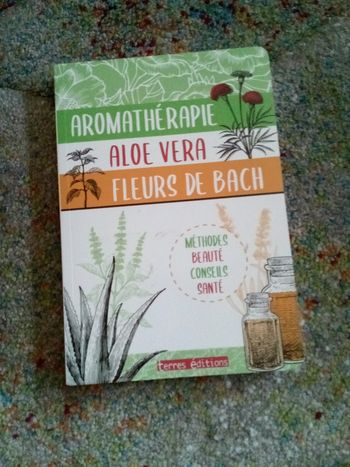 AROMATHÉRAPIE
ALOE VERA
FLEURS DE BACH
MÉTHODES
BEAUTÉ
CONSEILS
SANTÉ
terres éditions